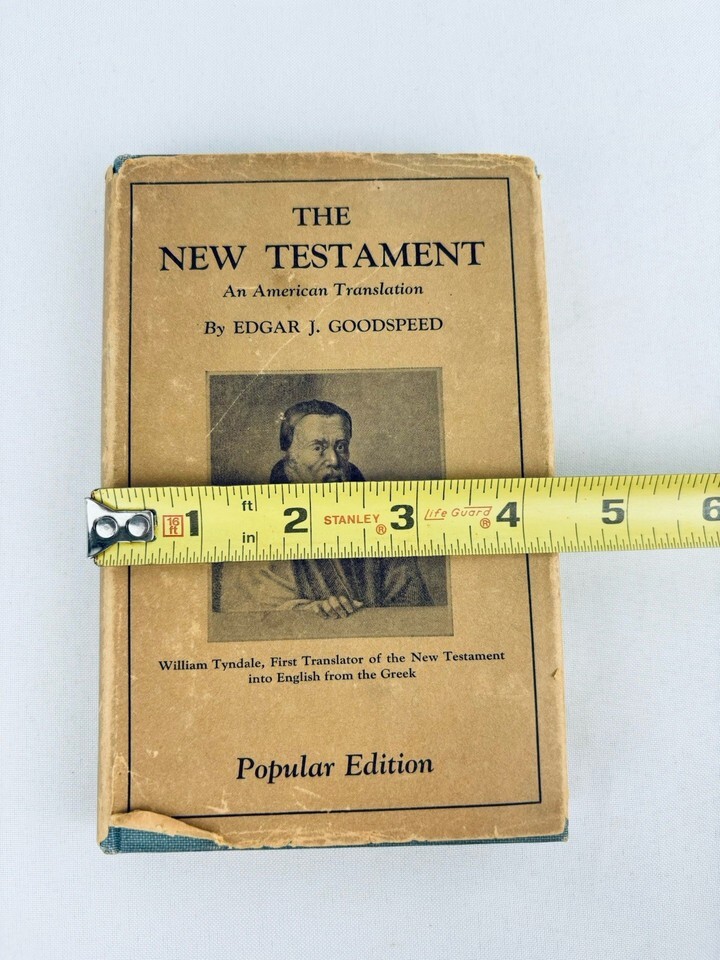 THE
NEW TESTAMENT
An American Translation
By EDGAR J. GOODSPEED
16 ft 1 ft in 2 STANLEY ® 3 Life Guard ® 4 5 6
William Tyndale, First Translator of the New Testament
into English from the Greek
Popular Edition